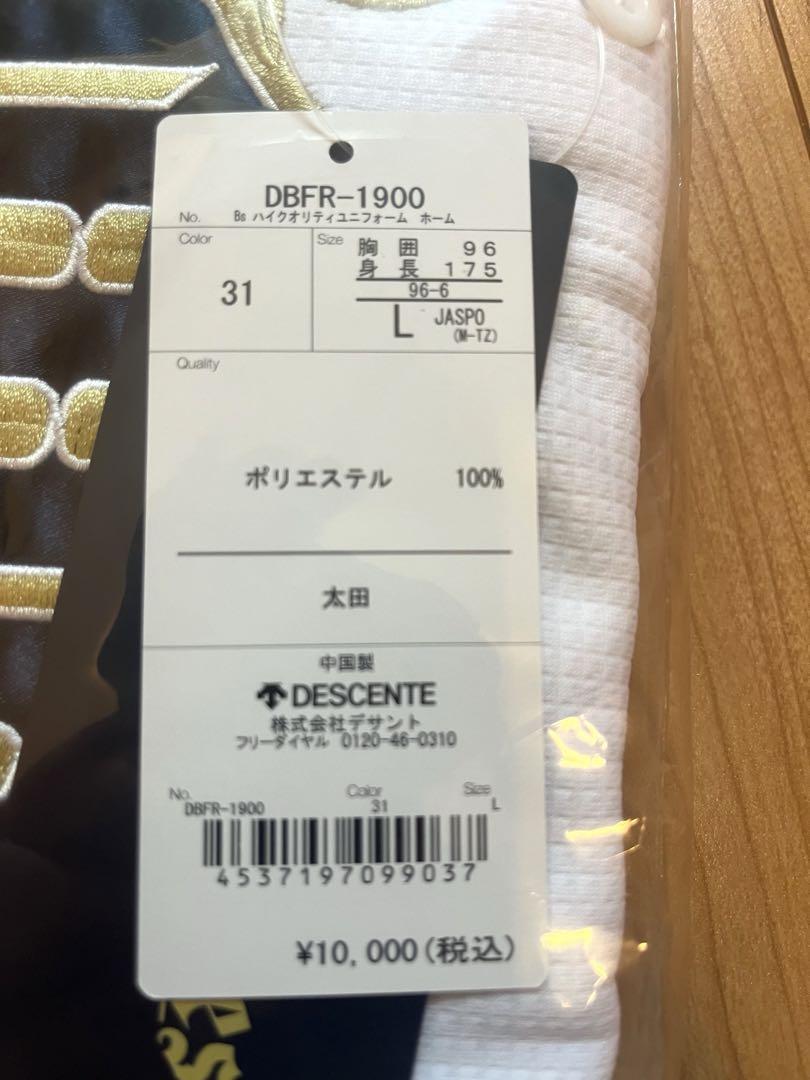 DBFR-1900
No. Bs ハイクオリティユニフォーム ホーム
Color
31
Size
胸囲 96
身長 175
96-6
L JASPO
(M-TZ)
Quality
ポリエステル 100%
太田
中国製
DESCENTE
株式会社デサント
フリーダイヤル 0120-46-0310
No. Color Size
DBFR-1900 31 L
4537197099037
¥10,000(税込)